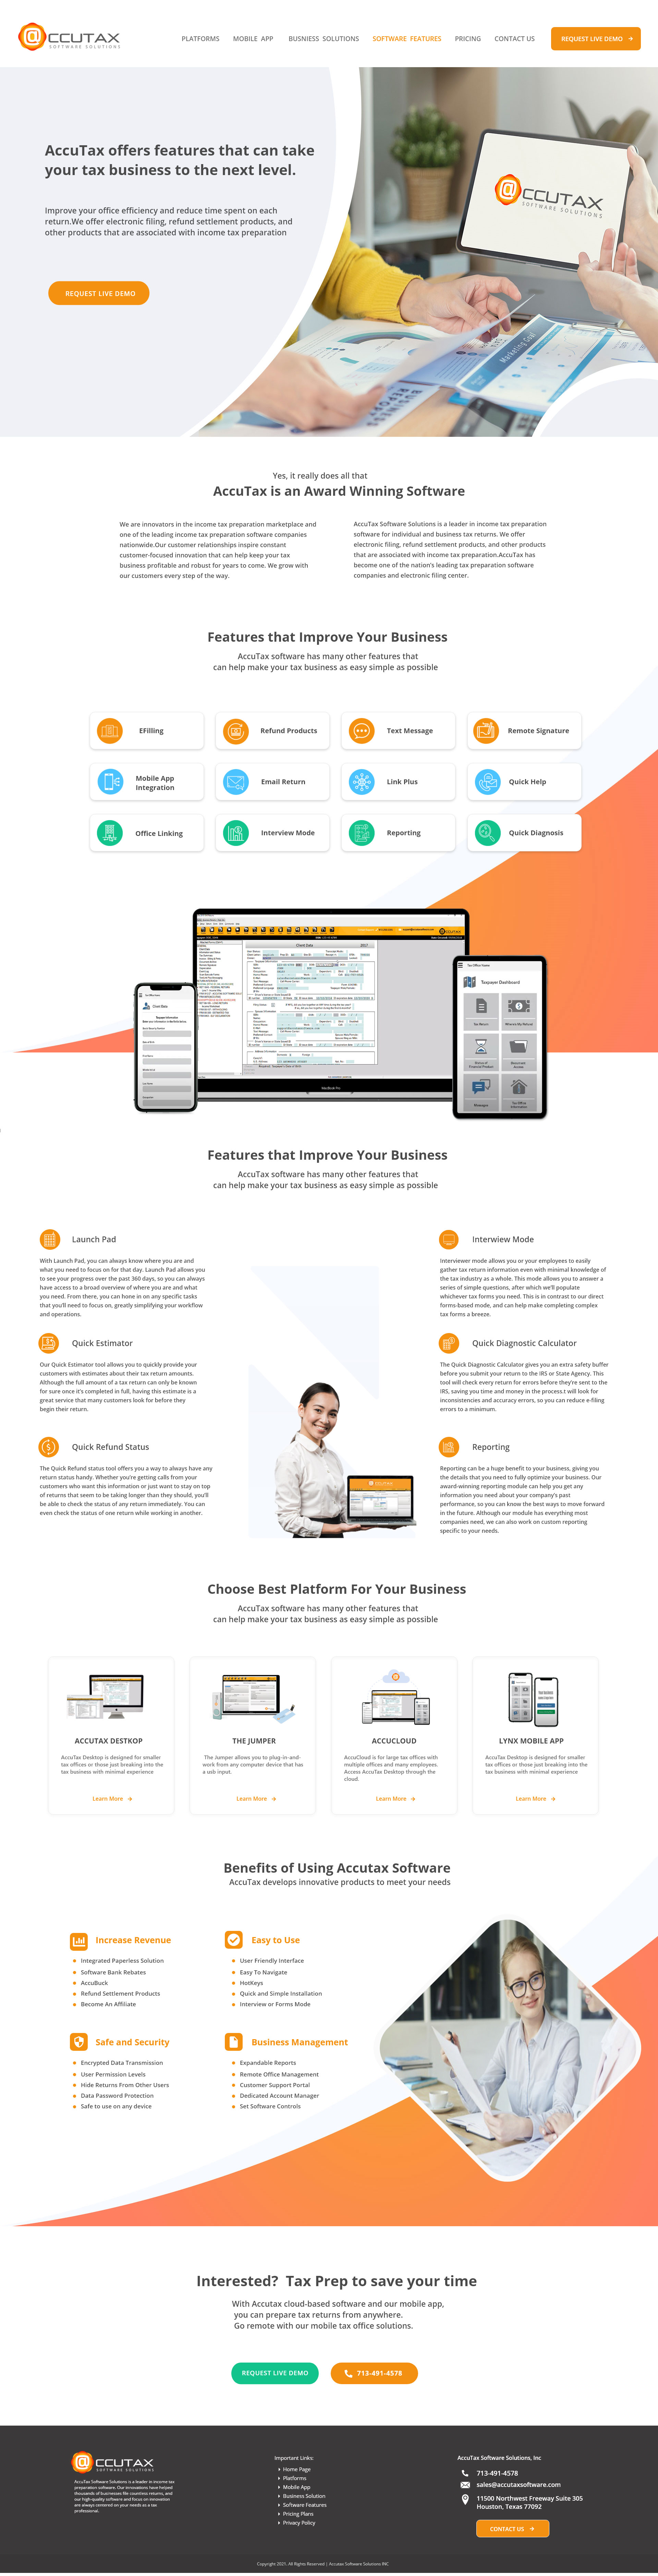 @CCUTAX
SOFTWARE SOLUTIONS
PLATFORMS MOBILE APP BUSNIESS SOLUTIONS SOFTWARE FEATURES PRICING CONTACT US REQUEST LIVE DEMO
AccuTax offers features that can take
your tax business to the next level.
Improve your office efficiency and reduce time spent on each
return.We offer electronic filing, refund settlement products, and
other products that are associated with income tax preparation
REQUEST LIVE DEMO
@CCUTAX
SOFTWARE SOLUTIONS
Marketing Goal
Yes, it really does all that
AccuTax is an Award Winning Software
We are innovators in the income tax preparation marketplace and
one of the leading income tax preparation software companies
nationwide.Our customer relationships inspire constant
customer-focused innovation that can help keep your tax
business profitable and robust for years to come. We grow with
our customers every step of the way.
AccuTax Software Solutions is a leader in income tax preparation
software for individual and business tax returns. We offer
electronic filing, refund settlement products, and other products
that are associated with income tax preparation.AccuTax has
become one of the nation's leading tax preparation software
companies and electronic filing center.
Features that Improve Your Business
AccuTax software has many other features that
can help make your tax business as easy simple as possible
EFilling
Refund Products
Text Message
Remote Signature
Mobile App
Integration
Email Return
Link Plus
Quick Help
Office Linking
Interview Mode
Reporting
Quick Diagnosis
Client Data
Taxpayer Dashboard
MacBook Pro
Features that Improve Your Business
AccuTax software has many other features that
can help make your tax business as easy simple as possible
Launch Pad
With Launch Pad, you can always know where you are and
what you need to focus on for that day. Launch Pad allows you
to see your progress over the past 360 days, so you can always
have access to a broad overview of where you are and what
you need. From there, you can hone in on any specific tasks
that you'll need to focus on, greatly simplifying your workflow
and operations.
Quick Estimator
Our Quick Estimator tool allows you to quickly provide your
customers with estimates about their tax return amounts.
Although the full amount of a tax return can only be known
for sure once it's completed in full, having this estimate is a
great service that many customers look for before they
begin their return.
Quick Refund Status
The Quick Refund status tool offers you a way to always have any
return status handy. Whether you're getting calls from your
customers who want this information or just want to stay on top
of returns that seem to be taking longer than they should, you'll
be able to check the status of any return immediately. You can
even check the status of one return while working in another.
Interwiew Mode
Interviewer mode allows you or your employees to easily
gather tax return information even with minimal knowledge of
the tax industry as a whole. This mode allows you to answer a
series of simple questions, after which we'll populate
whichever tax forms you need. This is in contrast to our direct
forms-based mode, and can help make completing complex
tax forms a breeze.
Quick Diagnostic Calculator
The Quick Diagnostic Calculator gives you an extra safety buffer
before you submit your return to the IRS or State Agency. This
tool will check every return for errors before they're sent to the
IRS, saving you time and money in the process.t will look for
inconsistencies and accuracy errors, so you can reduce e-filing
errors to a minimum.
Reporting
Reporting can be a huge benefit to your business, giving you
the details that you need to fully optimize your business. Our
award-winning reporting module can help you get any
information you need about your company's past
performance, so you can know the best ways to move forward
in the future. Although our module has everything most
companies need, we can also work on custom reporting
specific to your needs.
Choose Best Platform For Your Business
AccuTax software has many other features that
can help make your tax business as easy simple as possible
ACCUTAX DESTKOP
AccuTax Desktop is designed for smaller
tax offices or those just breaking into the
tax business with minimal experience
Learn More
THE JUMPER
The Jumper allows you to plug-in-and-
work from any computer device that has
a usb input.
Learn More
ACCUCLOUD
AccuCloud is for large tax offices with
multiple offices and many employees.
Access AccuTax Desktop through the
cloud.
Learn More
LYNX MOBILE APP
AccuTax Desktop is designed for smaller
tax offices or those just breaking into the
tax business with minimal experience
Learn More
Benefits of Using Accutax Software
AccuTax develops innovative products to meet your needs
Increase Revenue
Integrated Paperless Solution
Software Bank Rebates
AccuBuck
Refund Settlement Products
Become An Affiliate
Easy to Use
User Friendly Interface
Easy To Navigate
HotKeys
Quick and Simple Installation
Interview or Forms Mode
Safe and Security
Encrypted Data Transmission
User Permission Levels
Hide Returns From Other Users
Data Password Protection
Safe to use on any device
Business Management
Expandable Reports
Remote Office Management
Customer Support Portal
Dedicated Account Manager
Set Software Controls
Interested? Tax Prep to save your time
With Accutax cloud-based software and our mobile app,
you can prepare tax returns from anywhere.
Go remote with our mobile tax office solutions.
REQUEST LIVE DEMO
713-491-4578
@CCUTAX
SOFTWARE SOLUTIONS
AccuTax Software Solutions is a leader in income tax
preparation software. Our innovations have helped
thousands of businesses file countless returns, and
our high-quality software and focus on innovation
are always centered on your needs as a tax
professional.
Important Links:
Home Page
Platforms
Mobile App
Business Solution
Software Features
Pricing Plans
Privacy Policy
AccuTax Software Solutions, Inc
713-491-4578
sales@accutaxsoftware.com
11500 Northwest Freeway Suite 305
Houston, Texas 77092
CONTACT US
Copyright 2021. All Rights Reserved | Accutax Software Solutions INC